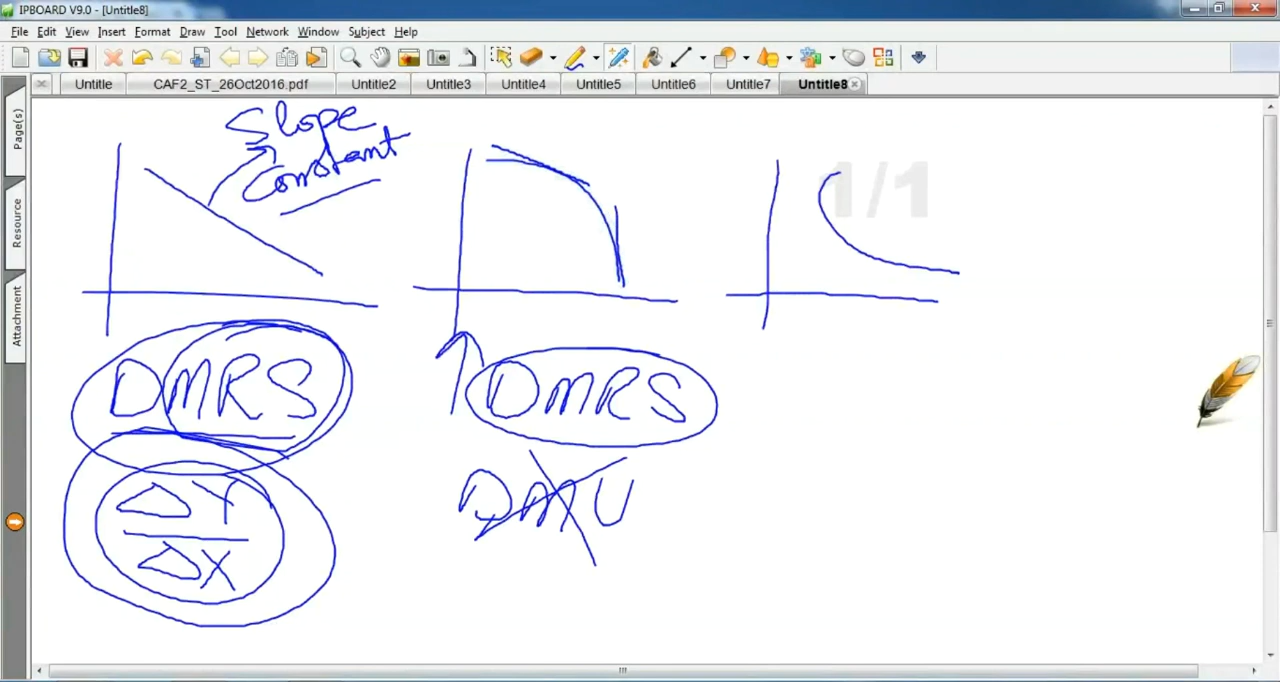 IPBOARD V9.0 - [Untitle8]
File Edit View Insert Format Draw Tool Network Window Subject Help
Untitle CAF2_ST_26Oct2016.pdf Untitle2 Untitle3 Untitle4 Untitle5 Untitle6 Untitle7 Untitle8
Page(s)
Resource
Attachment
Slope
Constant
1/1
DMRS
DMRS
ΔY
ΔX
DMU